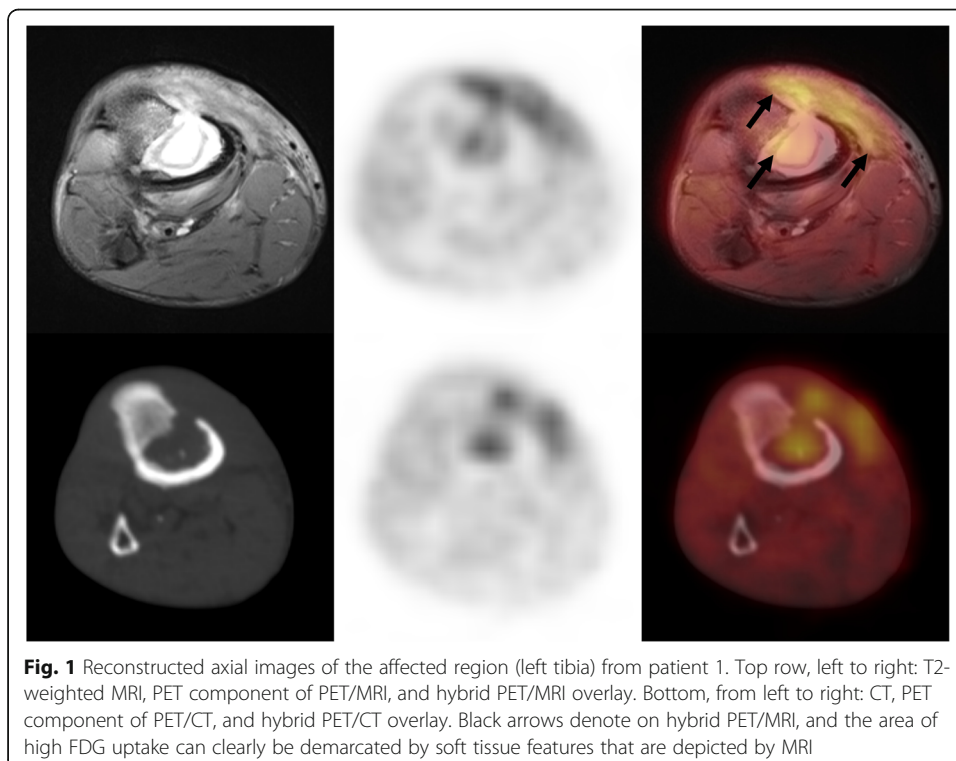 Fig. 1 Reconstructed axial images of the affected region (left tibia) from patient 1. Top row, left to right: T2-
weighted MRI, PET component of PET/MRI, and hybrid PET/MRI overlay. Bottom, from left to right: CT, PET
component of PET/CT, and hybrid PET/CT overlay. Black arrows denote on hybrid PET/MRI, and the area of
high FDG uptake can clearly be demarcated by soft tissue features that are depicted by MRI